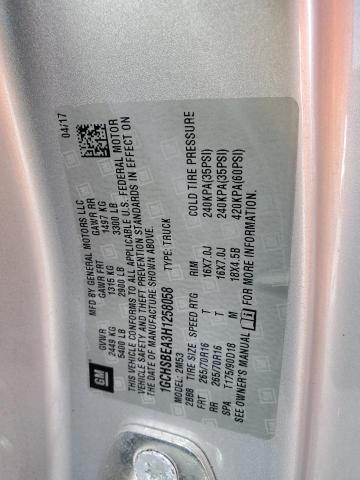 04/17
MFD BY GENERAL MOTORS LLC
GVWR GAWR FRT GAWR RR
2449 KG 1315 KG 1497 KG
5400 LB 2900 LB 3300 LB
GM
THIS VEHICLE CONFORMS TO ALL APPLICABLE U.S. FEDERAL MOTOR
VEHICLE SAFETY AND THEFT PREVENTION STANDARDS IN EFFECT ON
THE DATE OF MANUFACTURE SHOWN ABOVE.
1GCHSBEA3H1258058 TYPE: TRUCK
MODEL: 2M53
28B8 TIRE SIZE SPEED RTG RIM COLD TIRE PRESSURE
FRT 265/70R16 T 16X7.0J 240KPA(35PSI)
RR 265/70R16 T 16X7.0J 240KPA(35PSI)
SPA T175/90D18 M 18X4.5B 420KPA(60PSI)
SEE OWNER'S MANUAL FOR MORE INFORMATION.